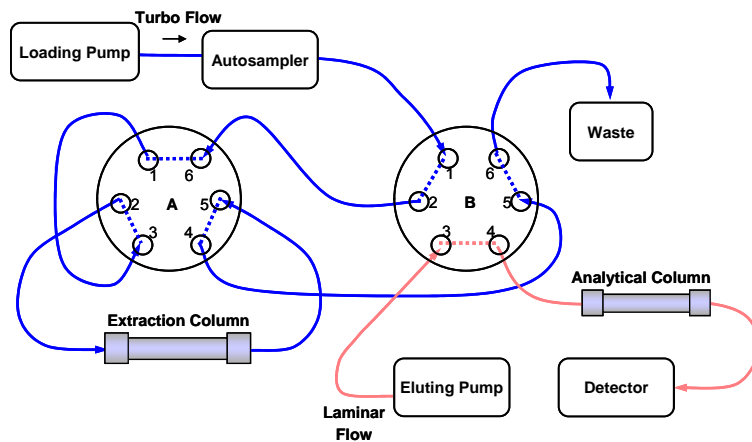 Turbo Flow
Loading Pump
Autosampler
Waste
1
6
2
A
5
3
4
1
6
2
B
5
3
4
Analytical Column
Extraction Column
Eluting Pump
Detector
Laminar
Flow